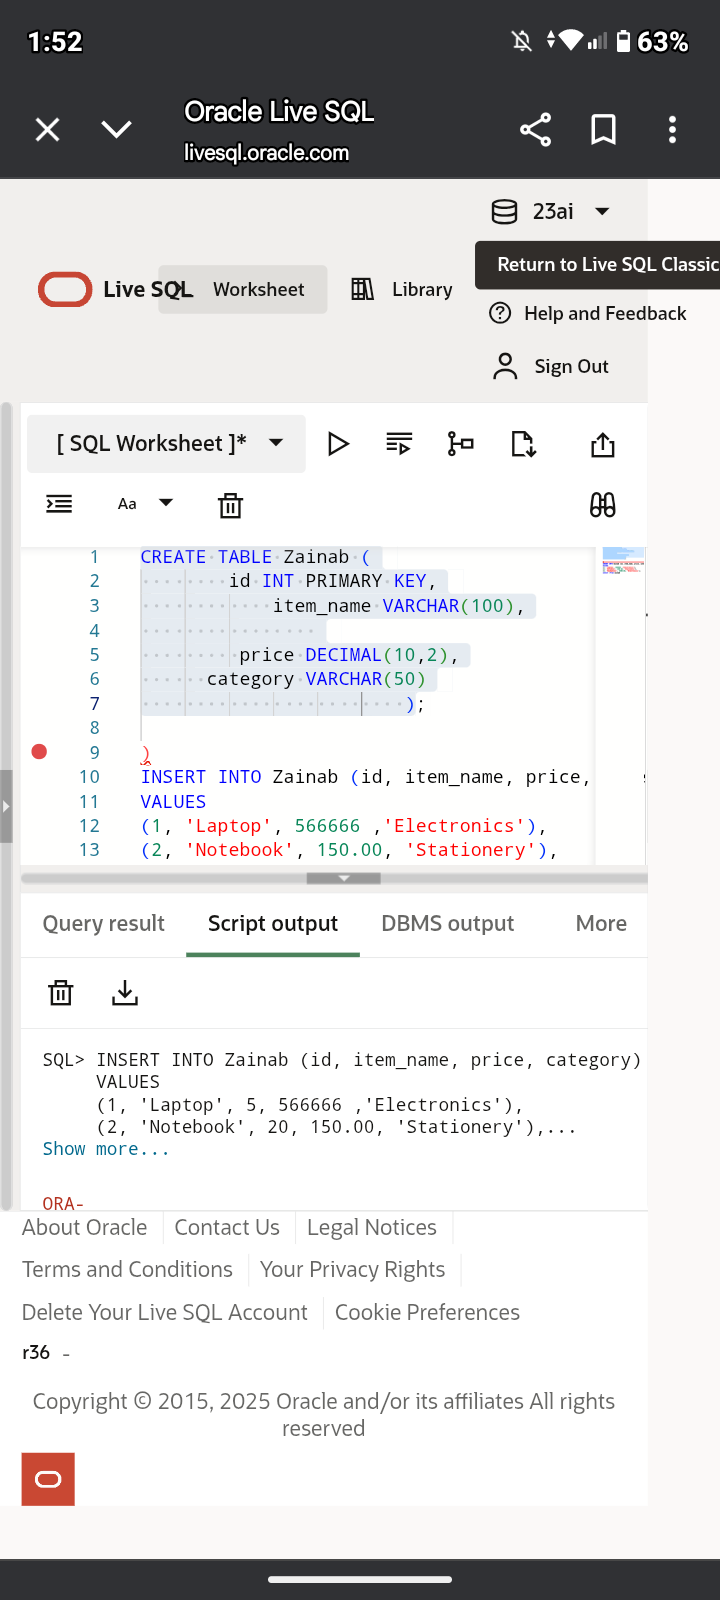 1:52
63%
Oracle Live SQL
livesql.oracle.com
23ai
Return to Live SQL Classic
Live SQL
Worksheet
Library
Help and Feedback
Sign Out
[ SQL Worksheet ]*
Aa
1 CREATE TABLE Zainab (
2 id INT PRIMARY KEY,
3 item_name VARCHAR(100),
4
5 price DECIMAL(10,2),
6 category VARCHAR(50)
7 );
8
9 )
10 INSERT INTO Zainab (id, item_name, price,
11 VALUES
12 (1, 'Laptop', 566666 ,'Electronics'),
13 (2, 'Notebook', 150.00, 'Stationery'),
Query result Script output DBMS output More
SQL> INSERT INTO Zainab (id, item_name, price, category)
VALUES
(1, 'Laptop', 5, 566666 ,'Electronics'),
(2, 'Notebook', 20, 150.00, 'Stationery'),...
Show more...
ORA-
About Oracle Contact Us Legal Notices
Terms and Conditions Your Privacy Rights
Delete Your Live SQL Account Cookie Preferences
r36 -
Copyright © 2015, 2025 Oracle and/or its affiliates All rights
reserved